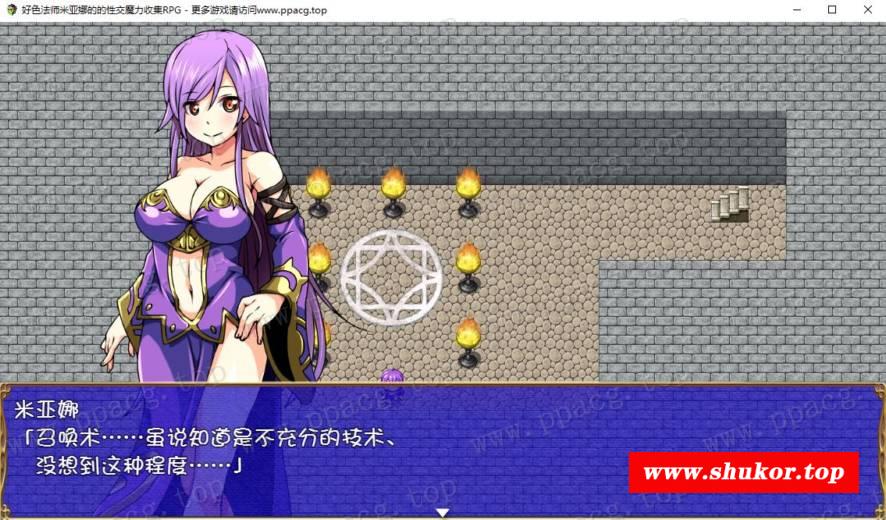 好色法师米亚娜的的性交魔力收集RPG - 更多游戏请访问www.ppacg.top
米亚娜
「召唤术……虽说知道是不充分的技术、
没想到这种程度……」
www.shukor.top
www.ppacg.top